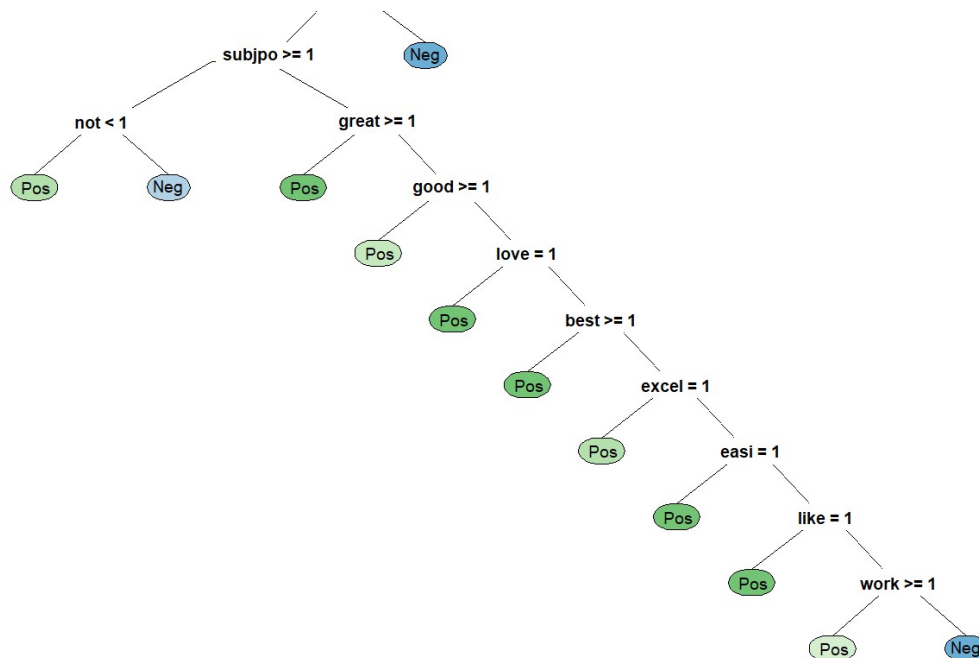 subjpo >= 1
Neg
not < 1
great >= 1
Pos
Neg
Pos
good >= 1
Pos
love = 1
Pos
best >= 1
Pos
excel = 1
Pos
easi = 1
Pos
like = 1
Pos
work >= 1
Pos
Neg